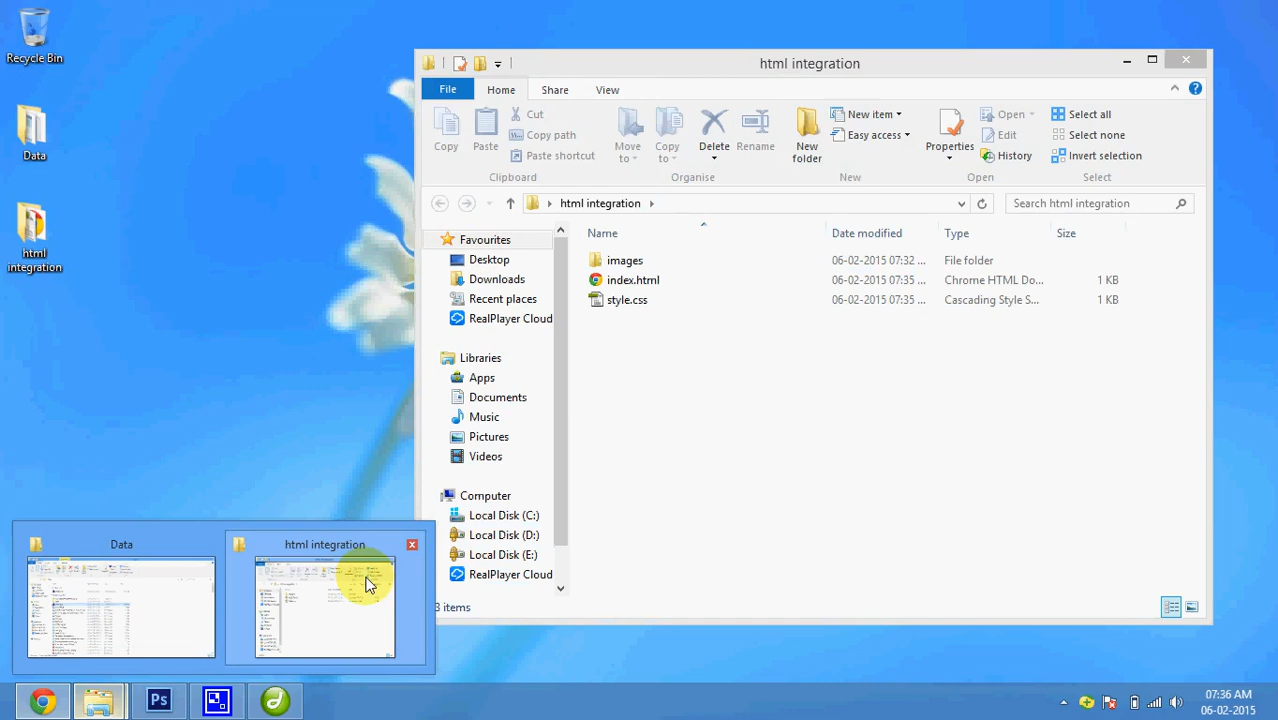 Recycle Bin
Data
html
integration
html integration
File
Home
Share
View
Copy
Paste
Cut
Copy path
Paste shortcut
Clipboard
Move
to
Copy
to
Delete
Rename
Organise
New
folder
New item
Easy access
New
Properties
Open
Edit
History
Open
Select all
Select none
Invert selection
Select
html integration
Search html integration
Favourites
Desktop
Downloads
Recent places
RealPlayer Cloud
Libraries
Apps
Documents
Music
Pictures
Videos
Computer
Local Disk (C:)
Local Disk (D:)
Local Disk (E:)
RealPlayer Cloud
Name
Date modified
Type
Size
images
06-02-2015 07:32 ...
File folder
index.html
06-02-2015 07:35 ...
Chrome HTML Do...
1 KB
style.css
06-02-2015 07:35 ...
Cascading Style S...
1 KB
3 items
Data
html integration
Ps
07:36 AM
06-02-2015